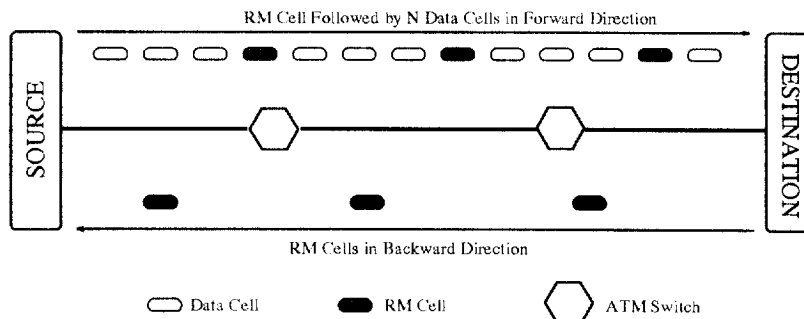 RM Cell Followed by N Data Cells in Forward Direction
SOURCE
DESTINATION
RM Cells in Backward Direction
Data Cell
RM Cell
ATM Switch